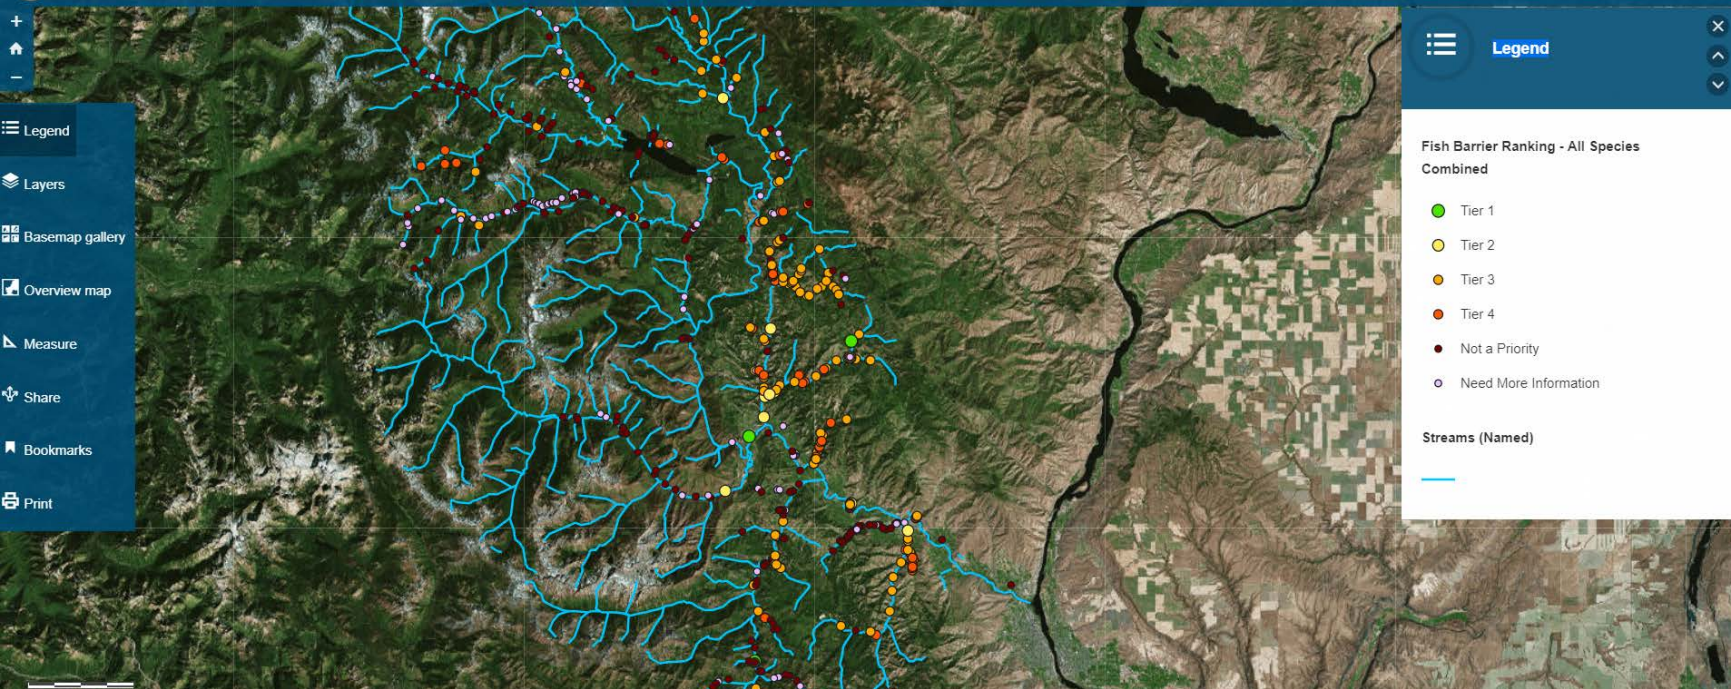 +
−
Legend
Layers
Basemap gallery
Overview map
Measure
Share
Bookmarks
Print
Legend
Fish Barrier Ranking - All Species
Combined
Tier 1
Tier 2
Tier 3
Tier 4
Not a Priority
Need More Information
Streams (Named)